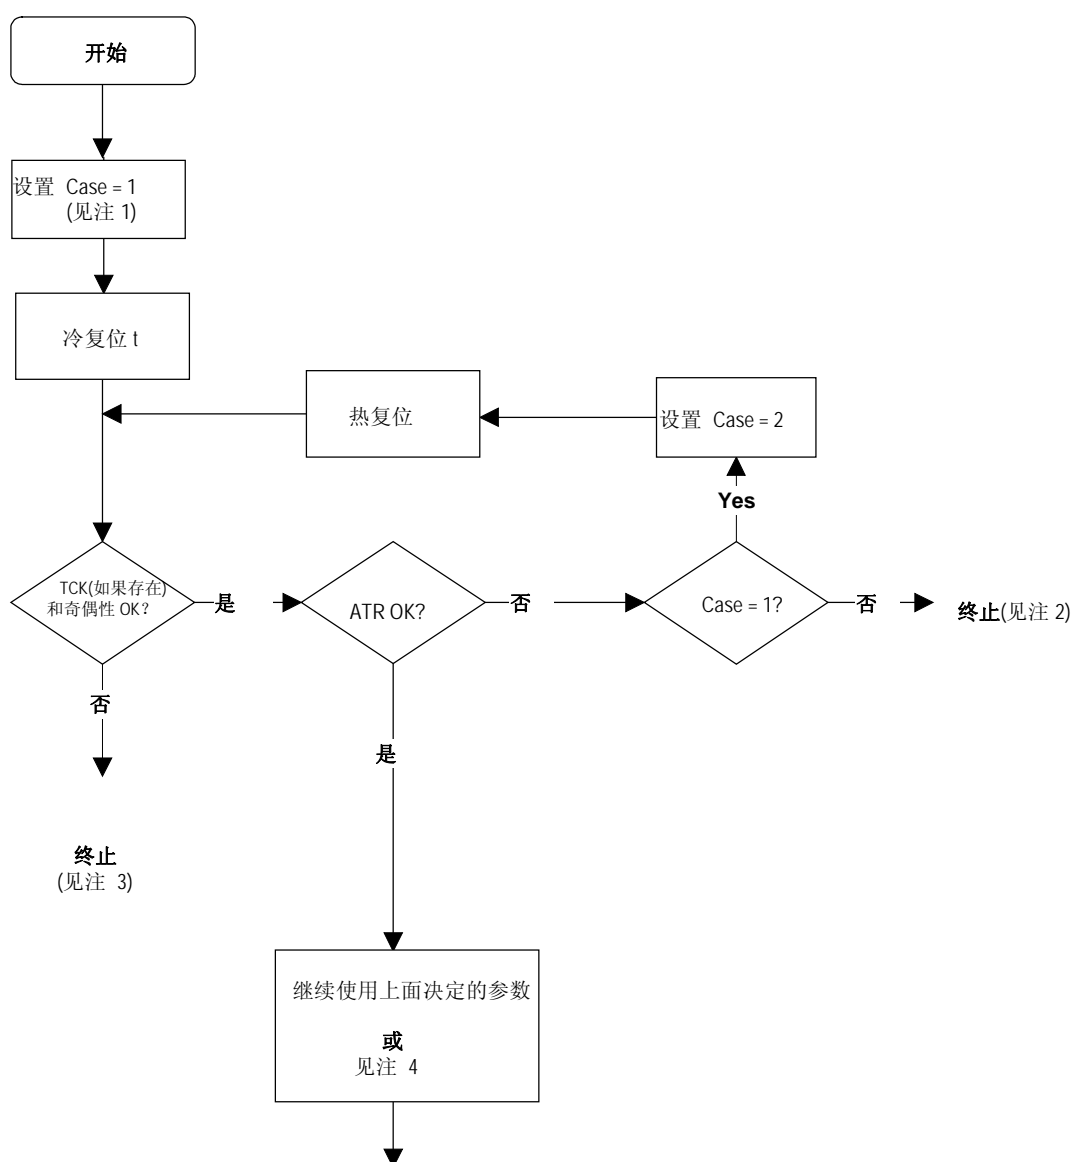 开始
设置 Case = 1
(见注 1)
冷复位 t
热复位
设置 Case = 2
Yes
TCK(如果存在)
和奇偶性 OK?
是
ATR OK?
否
Case = 1?
否
终止(见注 2)
否
是
终止
(见注 3)
继续使用上面决定的参数
或
见注 4